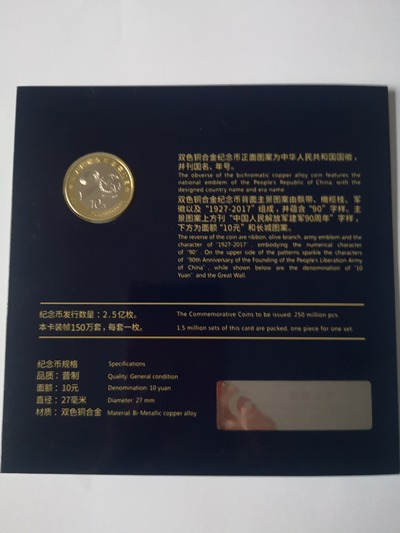 双色铜合金纪念币正面图案为中华人民共和国国徽，
并刊国名、年号。
The obverse of the bichromatic copper alloy coin features the
national emblem of the People's Republic of China, with the
designed country name and era name
双色铜合金纪念币背面主景图案由飘带、橄榄枝、军
徽以及"1927-2017"组成，并蕴含"90"字样，主
景图案上方刊"中国人民解放军建军90周年"字样，
下方为面额"10元"和长城图案。
The reverse of the coin are ribbon, olive branch, army emblem and the
character of "1927-2017", embodying the numerical character
of "90". On the upper side of the patterns sparkle the characters
of "90th Anniversary of the Founding of the People's Liberation Army
of China", while shown below are the denomination of "10
Yuan" and the Great Wall.
纪念币发行数量：2.5亿枚。 The Commemorative Coins to be issued: 250 million pcs
本卡装帧150万套，每套一枚。 1.5 million sets of this card are packed, one piece for one set.
纪念币规格 Specifications
品质：普制 Quality: General condition
面额：10元 Denomination: 10 yuan
直径：27毫米 Diameter: 27 mm
材质：双色铜合金 Material: Bi-Metallic copper alloy